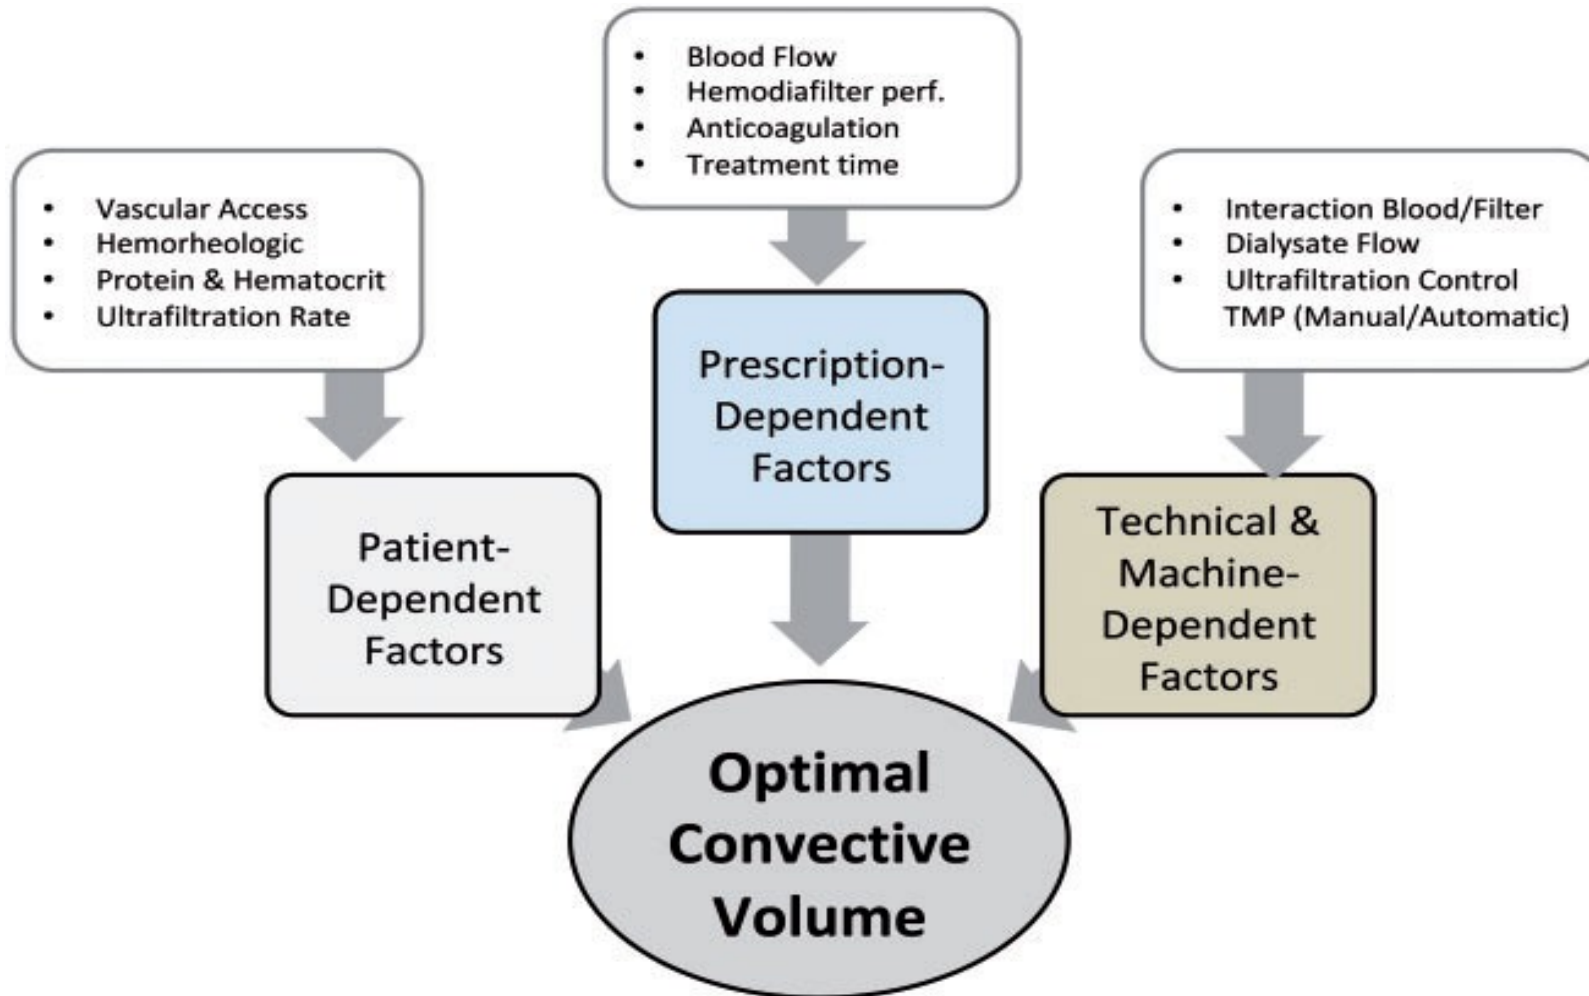 • Blood Flow
• Hemodiafilter perf.
• Anticoagulation
• Treatment time
• Vascular Access
• Hemorheologic
• Protein & Hematocrit
• Ultrafiltration Rate
• Interaction Blood/Filter
• Dialysate Flow
• Ultrafiltration Control
TMP (Manual/Automatic)
Patient-
Dependent
Factors
Prescription-
Dependent
Factors
Technical &
Machine-
Dependent
Factors
Optimal
Convective
Volume